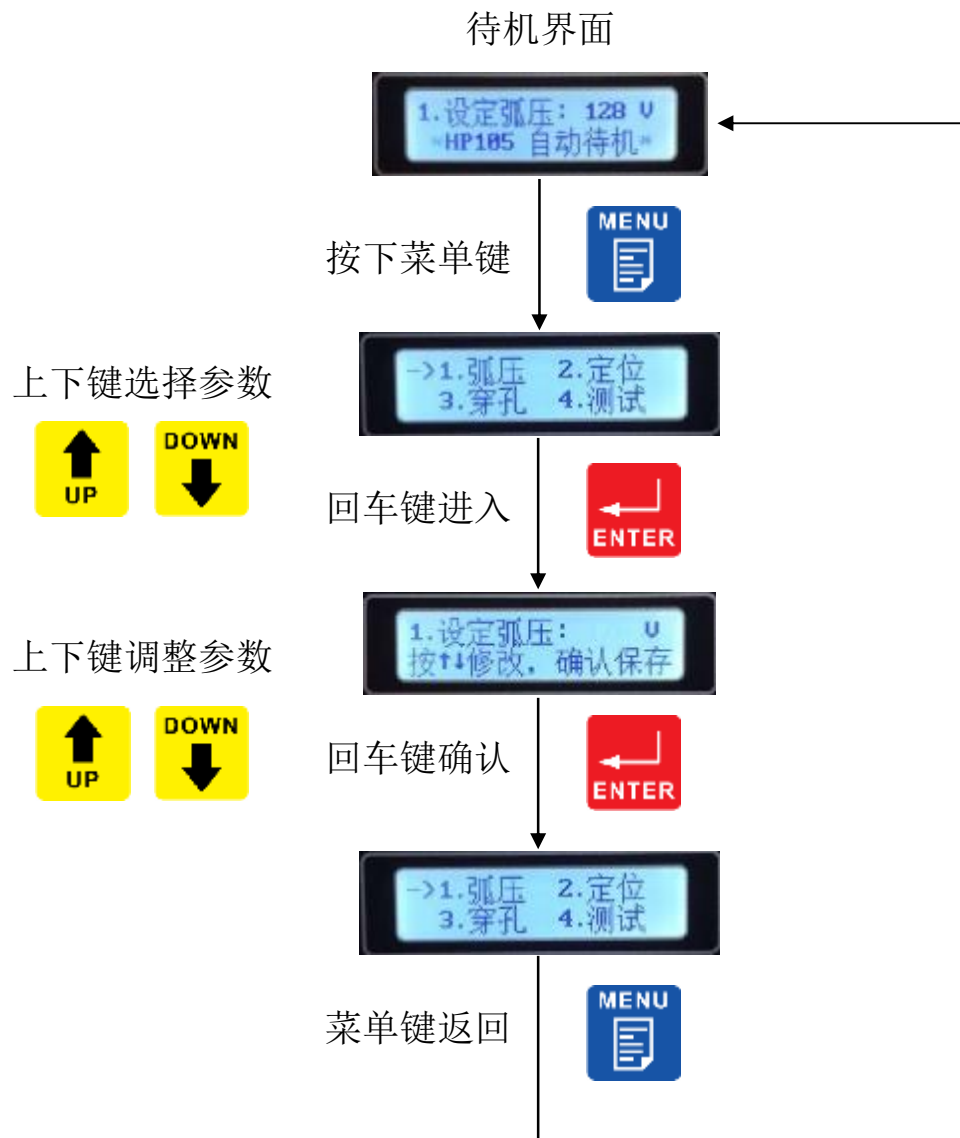 待机界面
1.设定弧压: 128 V
"HP105 自动待机"
按下菜单键
MENU
->1.弧压 2.定位
3.穿孔 4.测试
上下键选择参数
UP
DOWN
回车键进入
ENTER
1.设定弧压: V
按↑↓修改. 确认保存
上下键调整参数
UP
DOWN
回车键确认
ENTER
->1.弧压 2.定位
3.穿孔 4.测试
菜单键返回
MENU